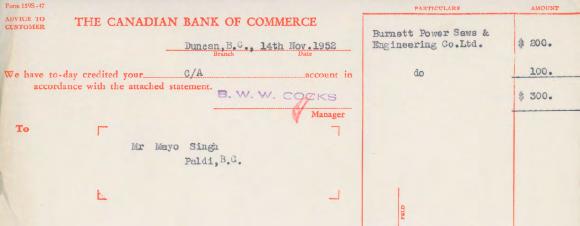 Form 159S-47
ADVICE TO
CUSTOMER
THE CANADIAN BANK OF COMMERCE
Duncan,B.C., 14th Nov.1952
Branch Date
We have to-day credited your C/A account in
accordance with the attached statement.
B. W. W. COCKS
Manager
To
Mr Mayo Singh
Paldi,B.C.
PARTICULARS AMOUNT
Burnett Power Saws & 
Engineering Co.Ltd. $ 200.
do 100.
$ 300.
FILED